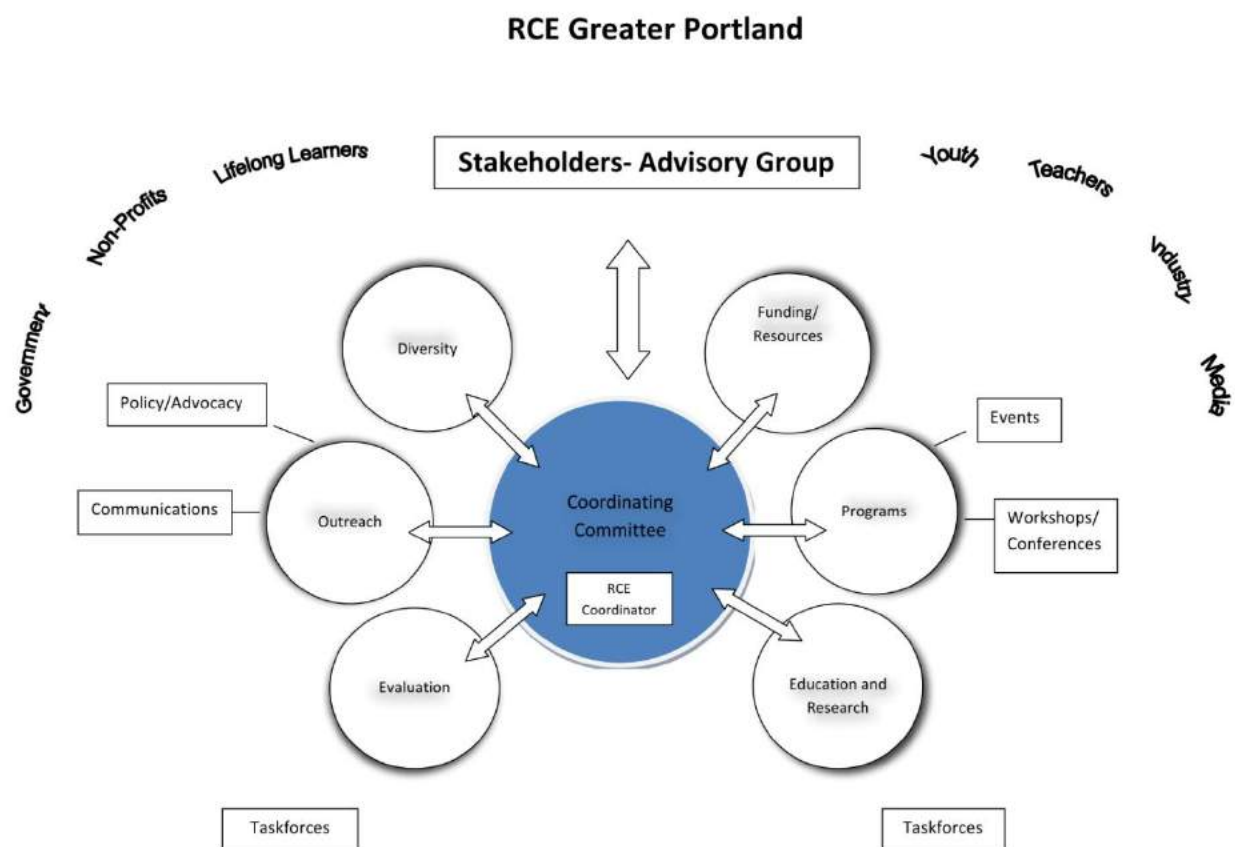 RCE Greater Portland
Stakeholders- Advisory Group
Government
Non-Profits
Lifelong Learners
Youth
Teachers
Industry
Media
Diversity
Funding/
Resources
Policy/Advocacy
Communications
Outreach
Coordinating
Committee
RCE
Coordinator
Programs
Events
Workshops/
Conferences
Evaluation
Education and
Research
Taskforces
Taskforces